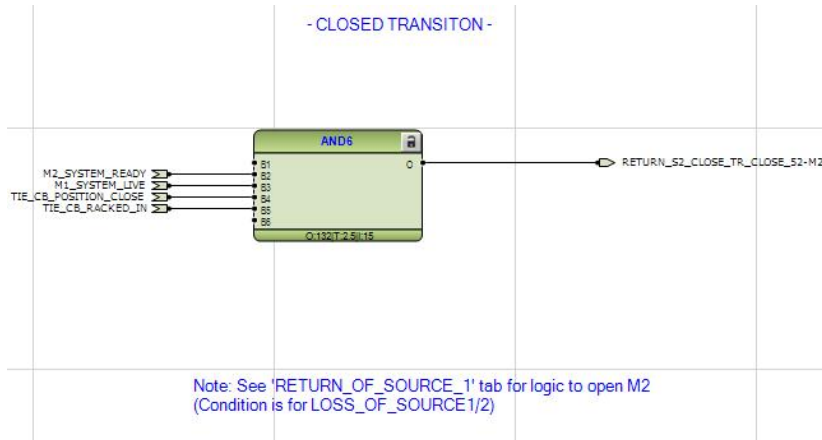 - CLOSED TRANSITON -
AND6
B1
B2
B3
B4
B5
B6
O
M2_SYSTEM_READY
M1_SYSTEM_LIVE
TIE_CB_POSITION_CLOSE
TIE_CB_RACKED_IN
RETURN_S2_CLOSE_TR_CLOSE_52-M2
O:132|T:2.5|I:15
Note: See 'RETURN_OF_SOURCE_1' tab for logic to open M2
(Condition is for LOSS_OF_SOURCE1/2)